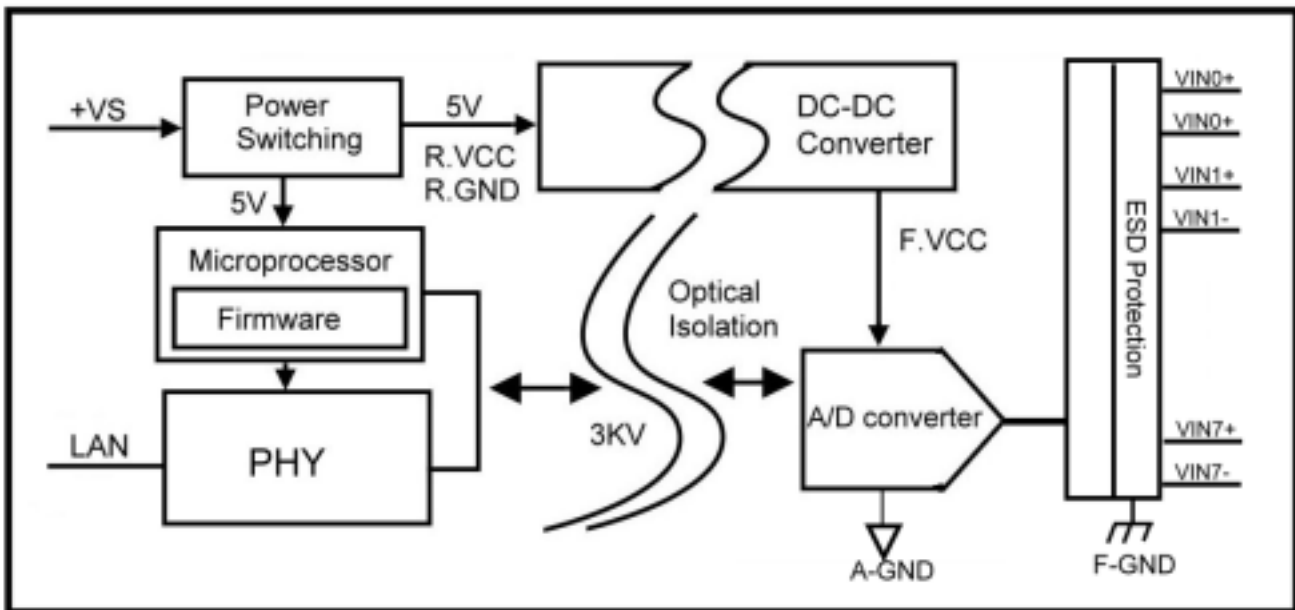 +VS
Power
Switching
5V
R.VCC
R.GND
DC-DC
Converter
VIN0+
VIN0+
VIN1+
VIN1-
5V
Microprocessor
Firmware
F.VCC
Optical
Isolation
ESD Protection
LAN
PHY
3KV
A/D converter
VIN7+
VIN7-
A-GND
F-GND